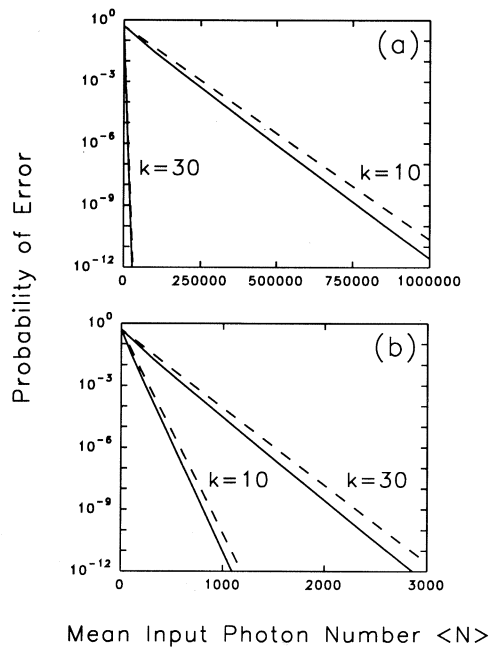 Probability of Error
10^0
10^-3
10^-6
10^-9
10^-12
(a)
k=30
k=10
0 250000 500000 750000 1000000
10^0
10^-3
10^-6
10^-9
10^-12
(b)
k=10
k=30
0 1000 2000 3000
Mean Input Photon Number <N>